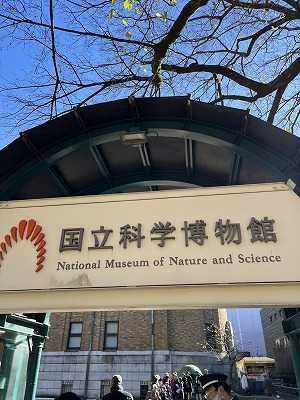 国立科学博物館
National Museum of Nature and Science